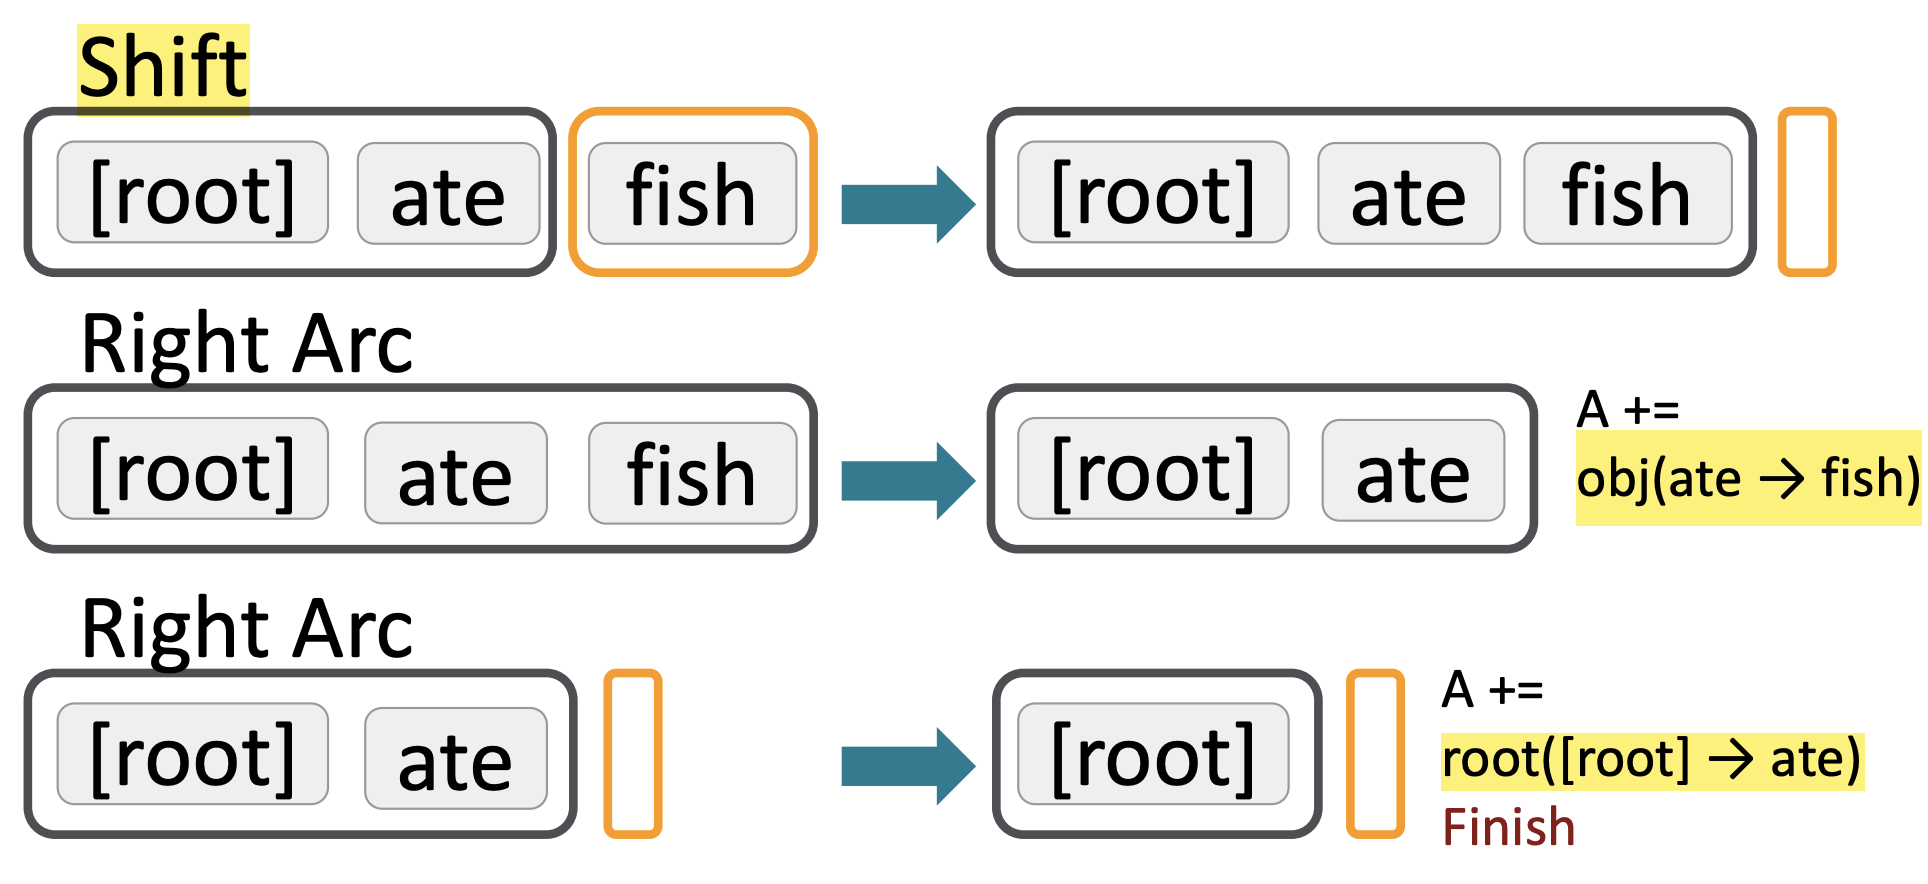 Shift
[root] ate fish [root] ate fish
Right Arc
[root] ate fish [root] ate
A +=
obj(ate → fish)
Right Arc
[root] ate [root]
A +=
root([root] → ate)
Finish